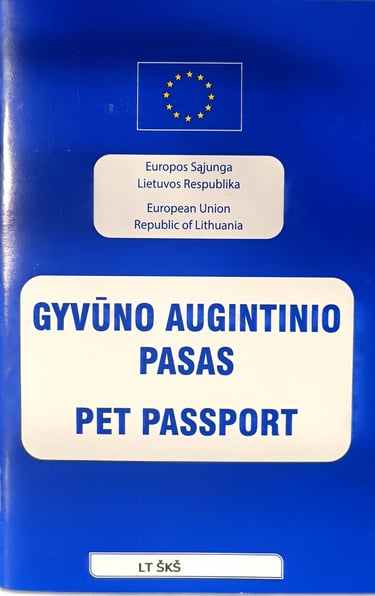 Europos Sąjunga
Lietuvos Respublika
European Union
Republic of Lithuania
GYVŪNO AUGINTINIO
PASAS
PET PASSPORT
LT ŠKŠ